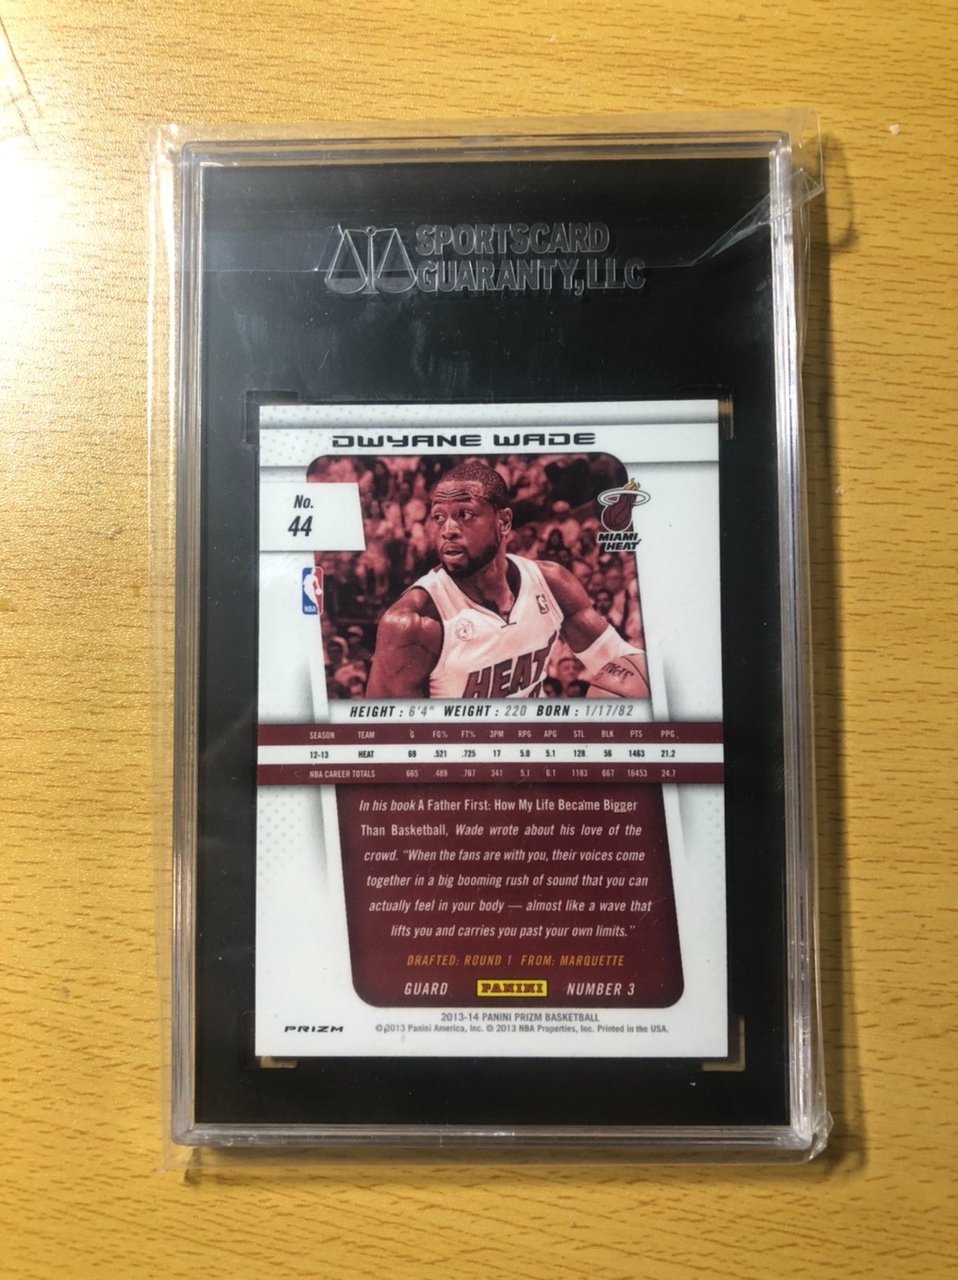 SPORTSCARD
GUARANTY, LLC
DWYANE WADE
No.
44
MIAMI
HEAT
NBA
HEAT
HEIGHT : 6'4" WEIGHT : 220 BORN : 1/17/82
SEASON TEAM G FG% FT% 3PM RPG APG STL BLK PTS PPG
12-13 HEAT 69 .521 .725 17 5.0 5.1 128 56 1463 21.2
NBA CAREER TOTALS 665 .489 .767 341 5.1 6.1 1183 667 16453 24.7
In his book A Father First: How My Life Became Bigger
Than Basketball, Wade wrote about his love of the
crowd. “When the fans are with you, their voices come
together in a big booming rush of sound that you can
actually feel in your body — almost like a wave that
lifts you and carries you past your own limits.”
DRAFTED: ROUND 1 FROM: MARQUETTE
GUARD PANINI NUMBER 3
2013-14 PANINI PRIZM BASKETBALL
PRIZM © 2013 Panini America, Inc. © 2013 NBA Properties, Inc. Printed in the USA.